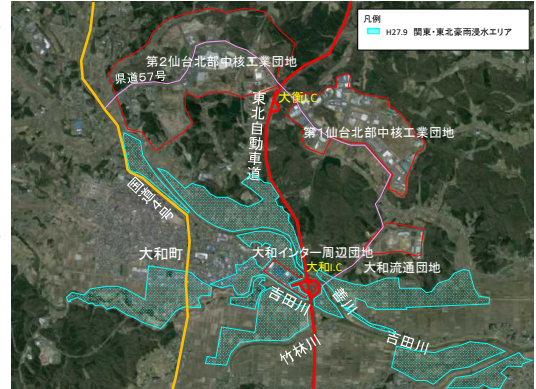 凡例
H27.9 関東・東北豪雨浸水エリア
第2仙台北部中核工業団地
県道57号
大衡I.C
東北自動車道
第1仙台北部中核工業団地
国道4号
大和町
大和インター周辺団地
大和I.C
大和流通団地
吉田川
善川
吉田川
竹林川